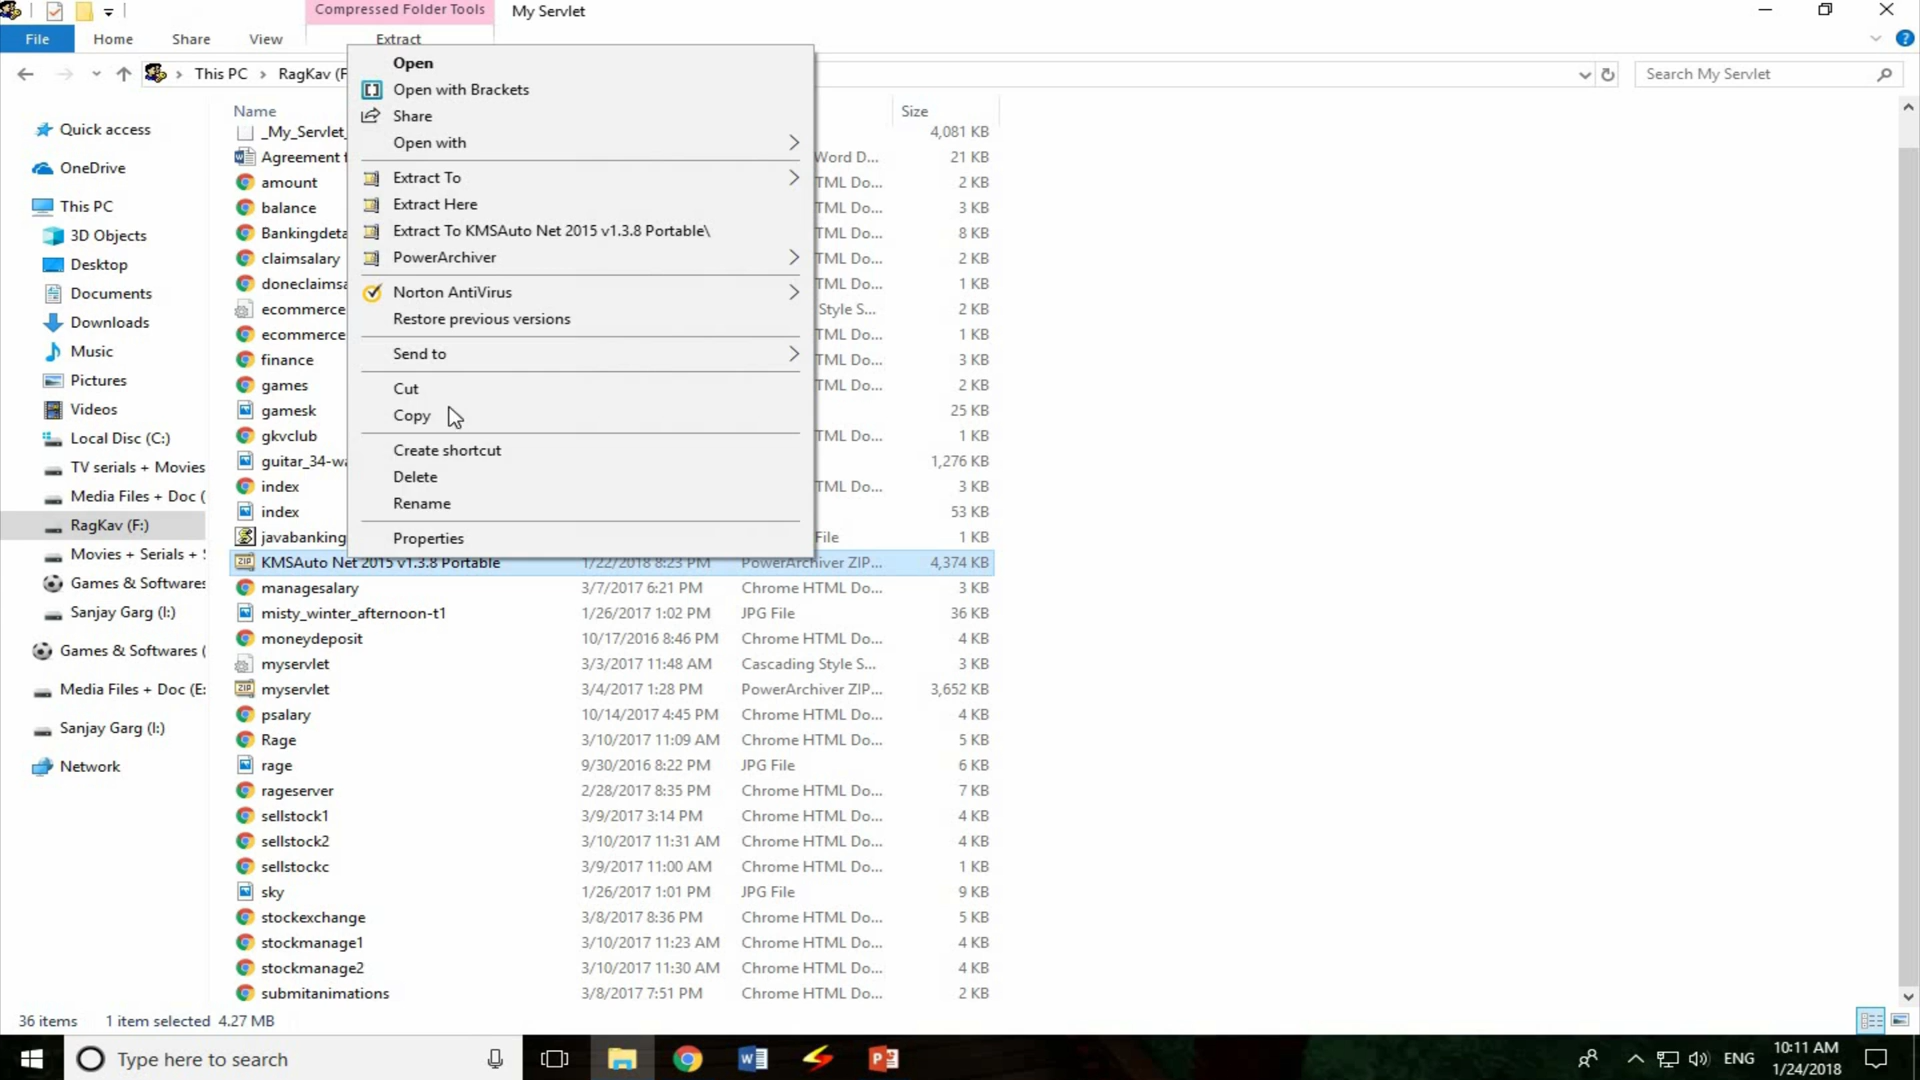 Compressed Folder Tools My Servlet
File Home Share View Extract
This PC RagKav (F Search My Servlet
Quick access
OneDrive
This PC
3D Objects
Desktop
Documents
Downloads
Music
Pictures
Videos
Local Disc (C:)
TV serials + Movies
Media Files + Doc (
RagKav (F:)
Movies + Serials + S
Games & Softwares
Sanjay Garg (I:)
Games & Softwares (
Media Files + Doc (E:
Sanjay Garg (I:)
Network
Open
Open with Brackets
Share
Open with
Extract To
Extract Here
Extract To KMSAuto Net 2015 v1.3.8 Portable\
PowerArchiver
Norton AntiVirus
Restore previous versions
Send to
Cut
Copy
Create shortcut
Delete
Rename
Properties
Name Size
_My_Servlet_ 4,081 KB
Agreement f Word D... 21 KB
amount TML Do... 2 KB
balance TML Do... 3 KB
Bankingdeta TML Do... 8 KB
claimsalary TML Do... 2 KB
doneclaimsa TML Do... 1 KB
ecommerce Style S... 2 KB
ecommerce TML Do... 1 KB
finance TML Do... 3 KB
games TML Do... 2 KB
gamesk 25 KB
gkvclub TML Do... 1 KB
guitar_34-wa 1,276 KB
index TML Do... 3 KB
index 53 KB
javabanking File 1 KB
ZIP KMSAuto Net 2015 v1.3.8 Portable 1/22/2018 8:23 PM PowerArchiver ZIP... 4,374 KB
managesalary 3/7/2017 6:21 PM Chrome HTML Do... 3 KB
misty_winter_afternoon-t1 1/26/2017 1:02 PM JPG File 36 KB
moneydeposit 10/17/2016 8:46 PM Chrome HTML Do... 4 KB
myservlet 3/3/2017 11:48 AM Cascading Style S... 3 KB
ZIP myservlet 3/4/2017 1:28 PM PowerArchiver ZIP... 3,652 KB
psalary 10/14/2017 4:45 PM Chrome HTML Do... 4 KB
Rage 3/10/2017 11:09 AM Chrome HTML Do... 5 KB
rage 9/30/2016 8:22 PM JPG File 6 KB
rageserver 2/28/2017 8:35 PM Chrome HTML Do... 7 KB
sellstock1 3/9/2017 3:14 PM Chrome HTML Do... 4 KB
sellstock2 3/10/2017 11:31 AM Chrome HTML Do... 4 KB
sellstockc 3/9/2017 11:00 AM Chrome HTML Do... 1 KB
sky 1/26/2017 1:01 PM JPG File 9 KB
stockexchange 3/8/2017 8:36 PM Chrome HTML Do... 5 KB
stockmanage1 3/10/2017 11:23 AM Chrome HTML Do... 4 KB
stockmanage2 3/10/2017 11:30 AM Chrome HTML Do... 4 KB
submitanimations 3/8/2017 7:51 PM Chrome HTML Do... 2 KB
36 items 1 item selected 4.27 MB
Type here to search ENG 10:11 AM
1/24/2018